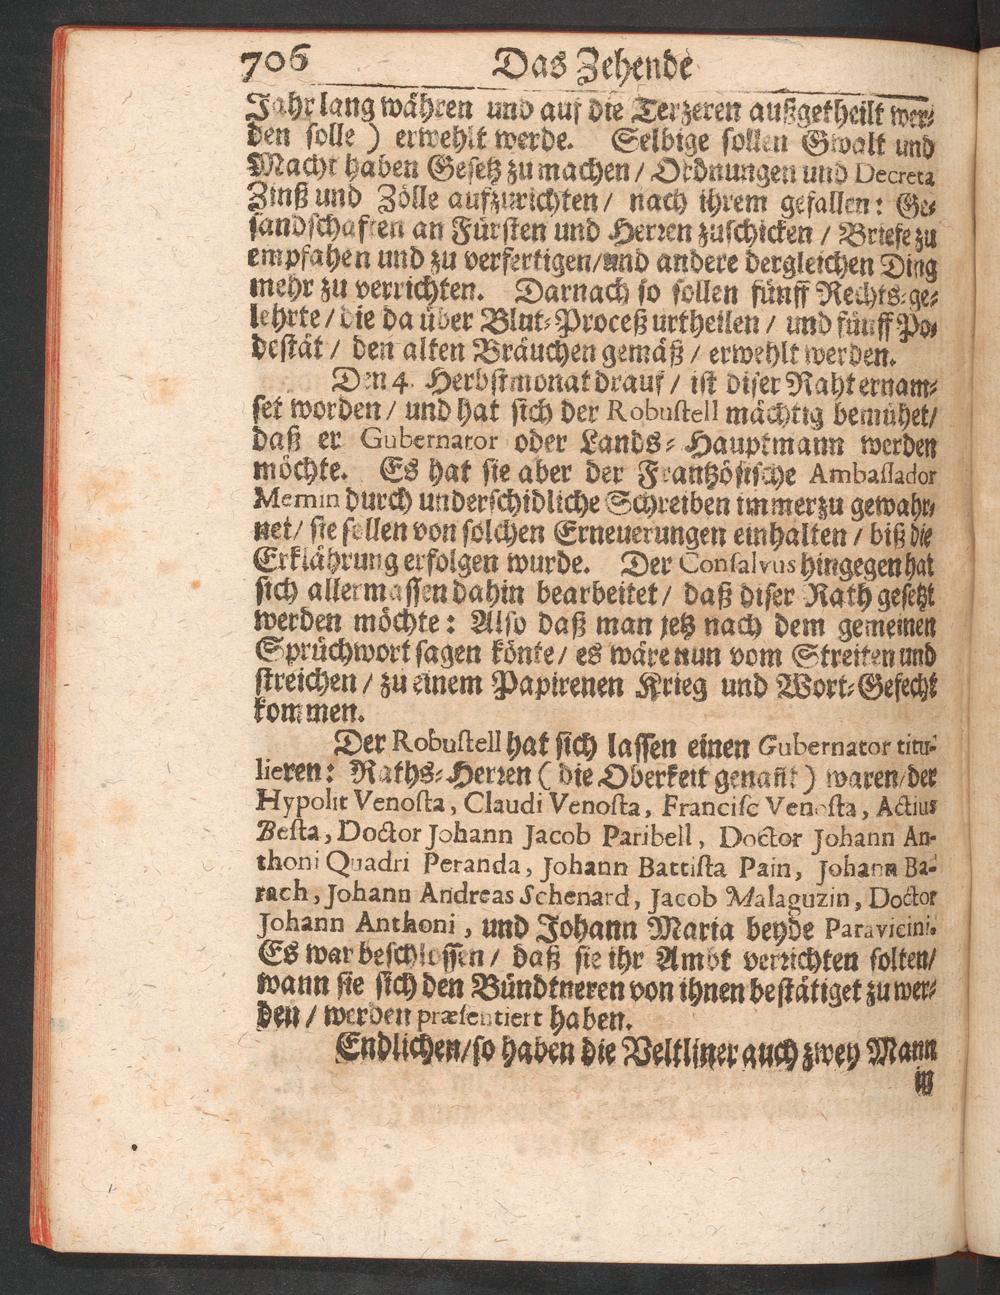 706 Das Zehende
Jahr lang währen und auf die Terzeren außgetheilt wer⸗
den solle ) erwehlt werde. Selbige sollen Gwalt und
Macht haben Gesetz zu machen / Ordnungen und Decreta
Zinß und Zölle aufzurichten / nach ihrem gefallen: Ge⸗
sandschaften an Fürsten und Herren zuschicken / Briefe zu
empfahen und zu verfertigen / und andere dergleichen Ding
mehr zu verrichten. Darnach so sollen fünff Rechts⸗ge⸗
lehrte / die da über Blut⸗Proceß urtheilen / und fünff Po⸗
destät / den alten Bräuchen gemäß / erwehlt werden.
Den 4. Herbstmonat drauf / ist diser Raht ernam⸗
set worden / und hat sich der Robustell mächtig bemühet /
daß er Gubernator oder Lands⸗Hauptmann werden
möchte. Es hat sie aber der Frantzösische Ambassador
Memin durch underschidliche Schreiben immerzu gewahr⸗
net / sie sollen von solchen Erneuerungen einhalten / biß die
Erklährung erfolgen wurde. Der Consalvus hingegen hat
sich allermassen dahin bearbeitet / daß diser Rath gesetzt
werden möchte: Also daß man jetz nach dem gemeinen
Sprüchwort sagen könte / es wäre nun vom Streiten und
streichen / zu einem Papirenen Krieg und Wort⸗Gefecht
kommen.
Der Robustell hat sich lassen einen Gubernator titu⸗
lieren: Raths⸗Herren ( die Oberkeit genañt ) waren / der
Hypolit Venosta, Claudi Venosta, Francisc Venosta, Actius
Besta, Doctor Johann Jacob Paribell, Doctor Johann An-
thoni Quadri Peranda, Johann Battista Pain, Johann Ba-
rach, Johann Andreas Schenard, Jacob Malaguzin, Doctor
Johann Anthoni, und Johann Maria beyde Paravicini.
Es war beschlossen / daß sie ihr Ambt verrichten solten /
wann sie sich den Bündtneren von ihnen bestätiget zu wer⸗
den / werden præsentiert haben.
Endlichen / so haben die Veltliner auch zwey Mann
in